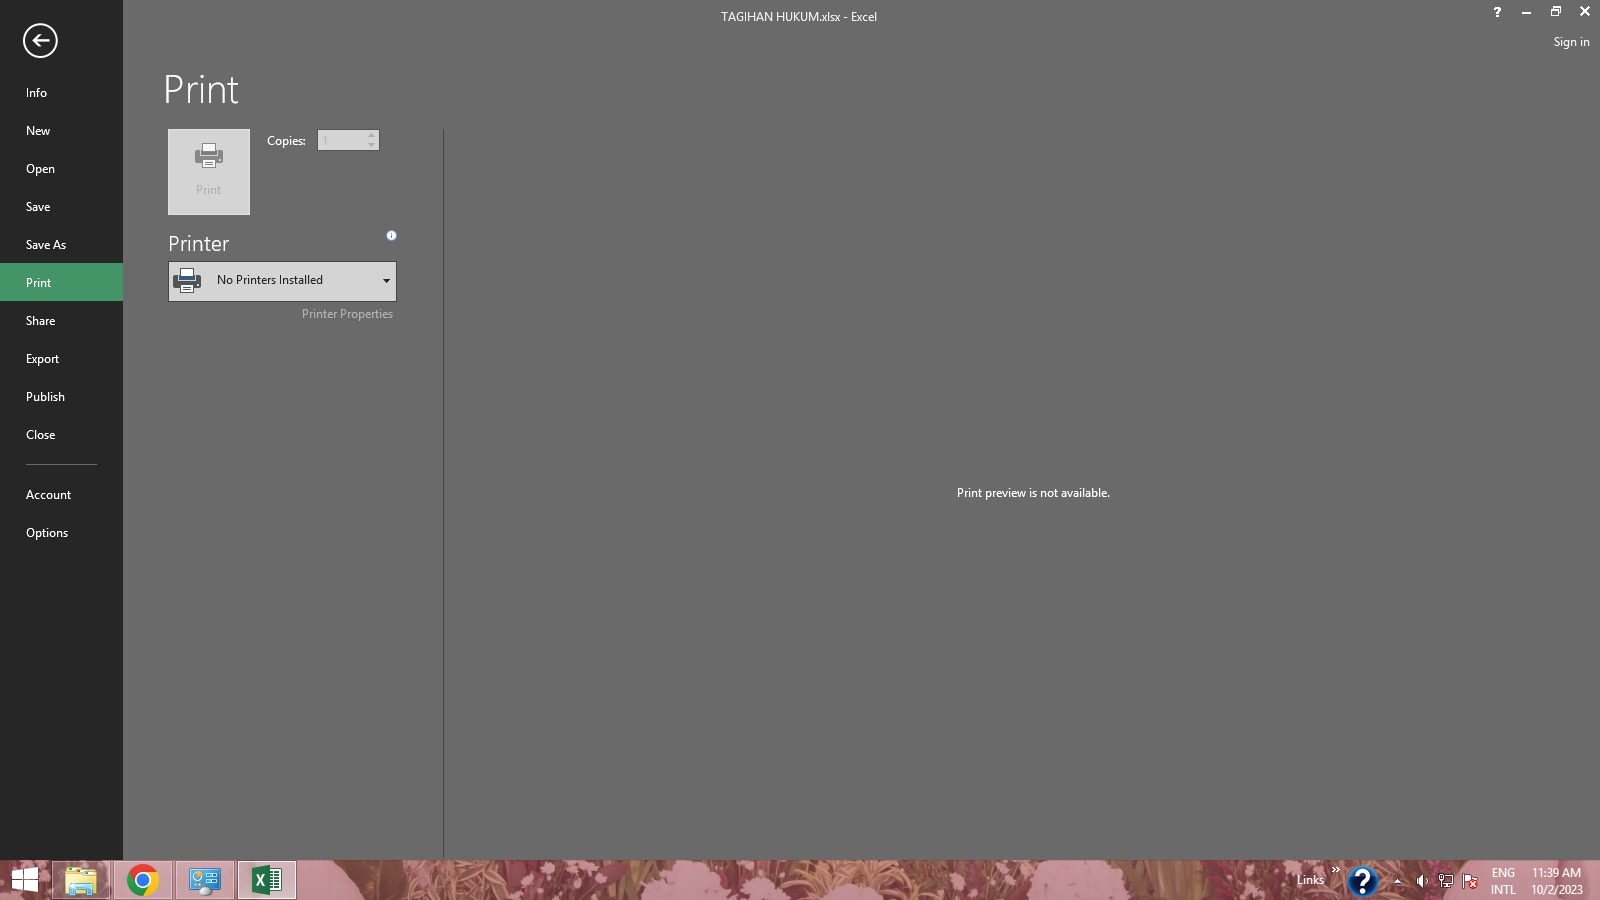 TAGIHAN HUKUM.xlsx - Excel
?
Sign in
Info
New
Open
Save
Save As
Print
Share
Export
Publish
Close
Account
Options
Print
Print
Copies:
1
Printer
No Printers Installed
Printer Properties
Print preview is not available.
Links
ENG
INTL
11:39 AM
10/2/2023